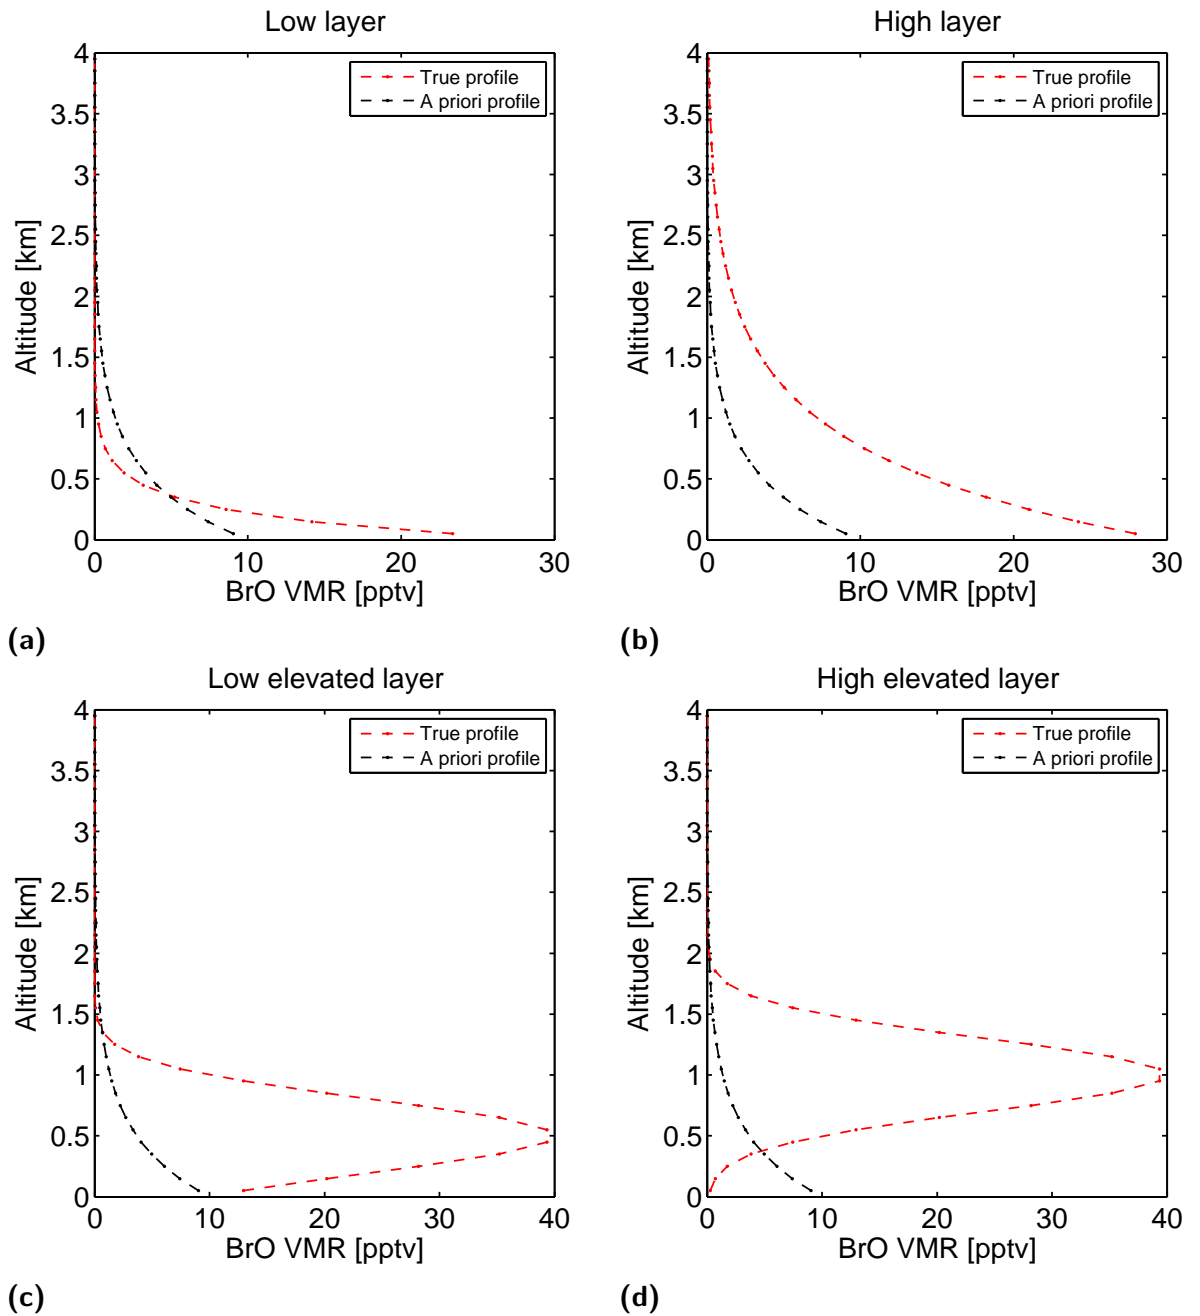 Low layer
4
3.5
3
2.5
2
1.5
1
0.5
0
Altitude [km]
True profile
A priori profile
0 10 20 30
BrO VMR [pptv]
(a)
High layer
4
3.5
3
2.5
2
1.5
1
0.5
0
Altitude [km]
True profile
A priori profile
0 10 20 30
BrO VMR [pptv]
(b)
Low elevated layer
4
3.5
3
2.5
2
1.5
1
0.5
0
Altitude [km]
True profile
A priori profile
0 10 20 30 40
BrO VMR [pptv]
(c)
High elevated layer
4
3.5
3
2.5
2
1.5
1
0.5
0
Altitude [km]
True profile
A priori profile
0 10 20 30 40
BrO VMR [pptv]
(d)